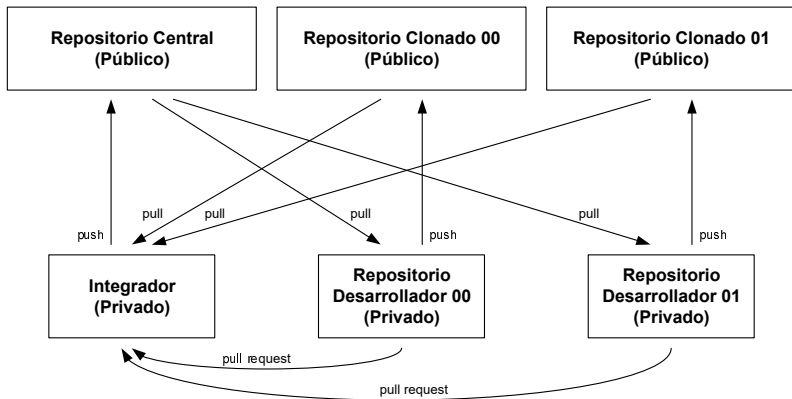 Repositorio Central
(Público)
Repositorio Clonado 00
(Público)
Repositorio Clonado 01
(Público)
pull
pull
pull
pull
push
push
push
Integrador
(Privado)
Repositorio
Desarrollador 00
(Privado)
Repositorio
Desarrollador 01
(Privado)
pull request
pull request